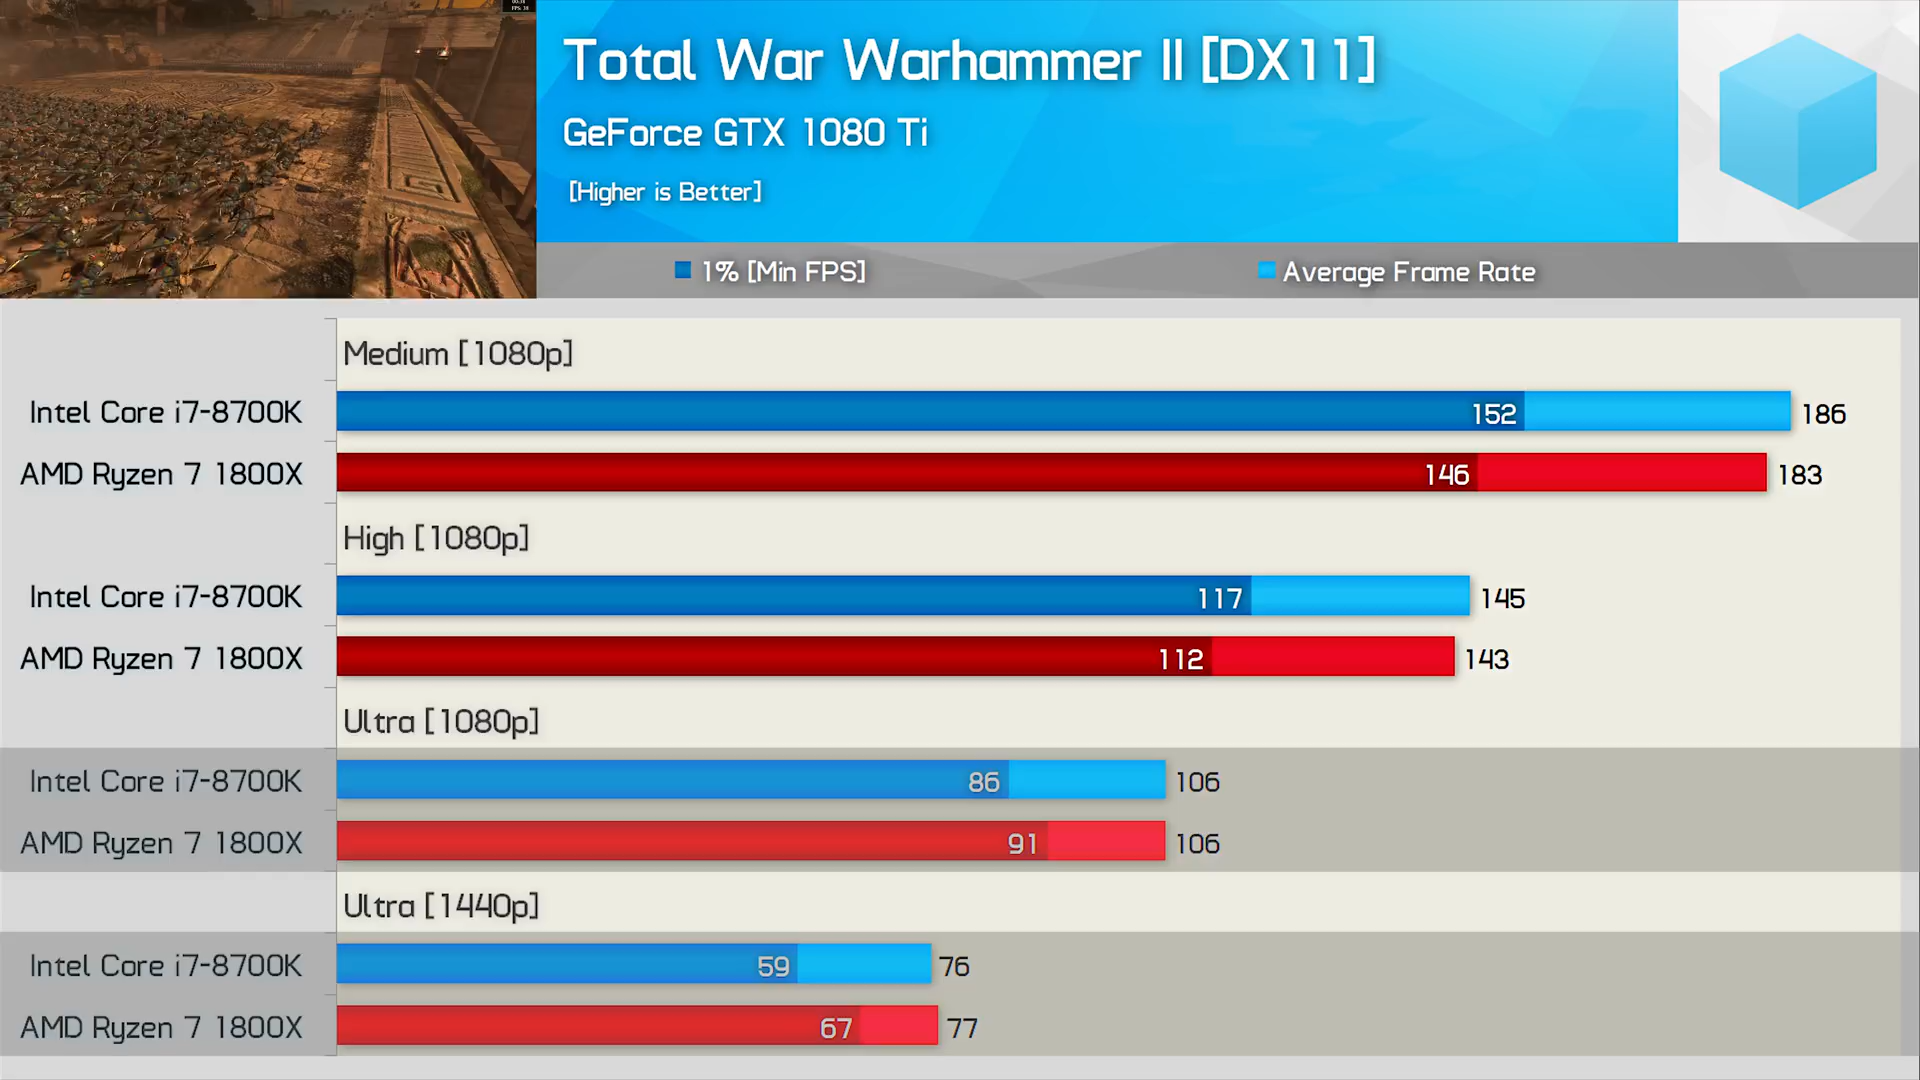 Total War Warhammer II [DX11]
GeForce GTX 1080 Ti
[Higher is Better]
1% [Min FPS]
Average Frame Rate
Medium [1080p]
Intel Core i7-8700K 152 186
AMD Ryzen 7 1800X 146 183
High [1080p]
Intel Core i7-8700K 117 145
AMD Ryzen 7 1800X 112 143
Ultra [1080p]
Intel Core i7-8700K 86 106
AMD Ryzen 7 1800X 91 106
Ultra [1440p]
Intel Core i7-8700K 59 76
AMD Ryzen 7 1800X 67 77